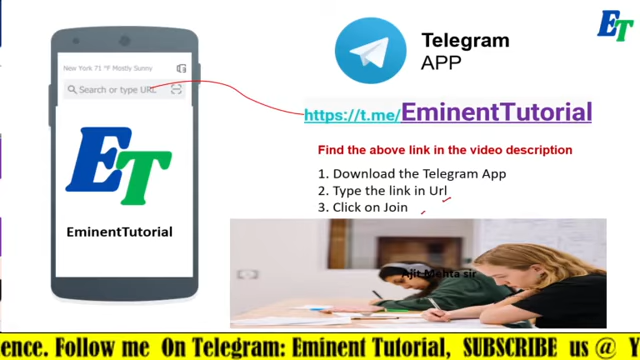 ET
Telegram
APP
New York 71 °F Mostly Sunny
Search or type URL
https://t.me/EminentTutorial
Find the above link in the video description
1. Download the Telegram App
2. Type the link in Url
3. Click on Join
ET
EminentTutorial
Ajit Mehta sir
ence. Follow me On Telegram: Eminent Tutorial, SUBSCRIBE us @ Y